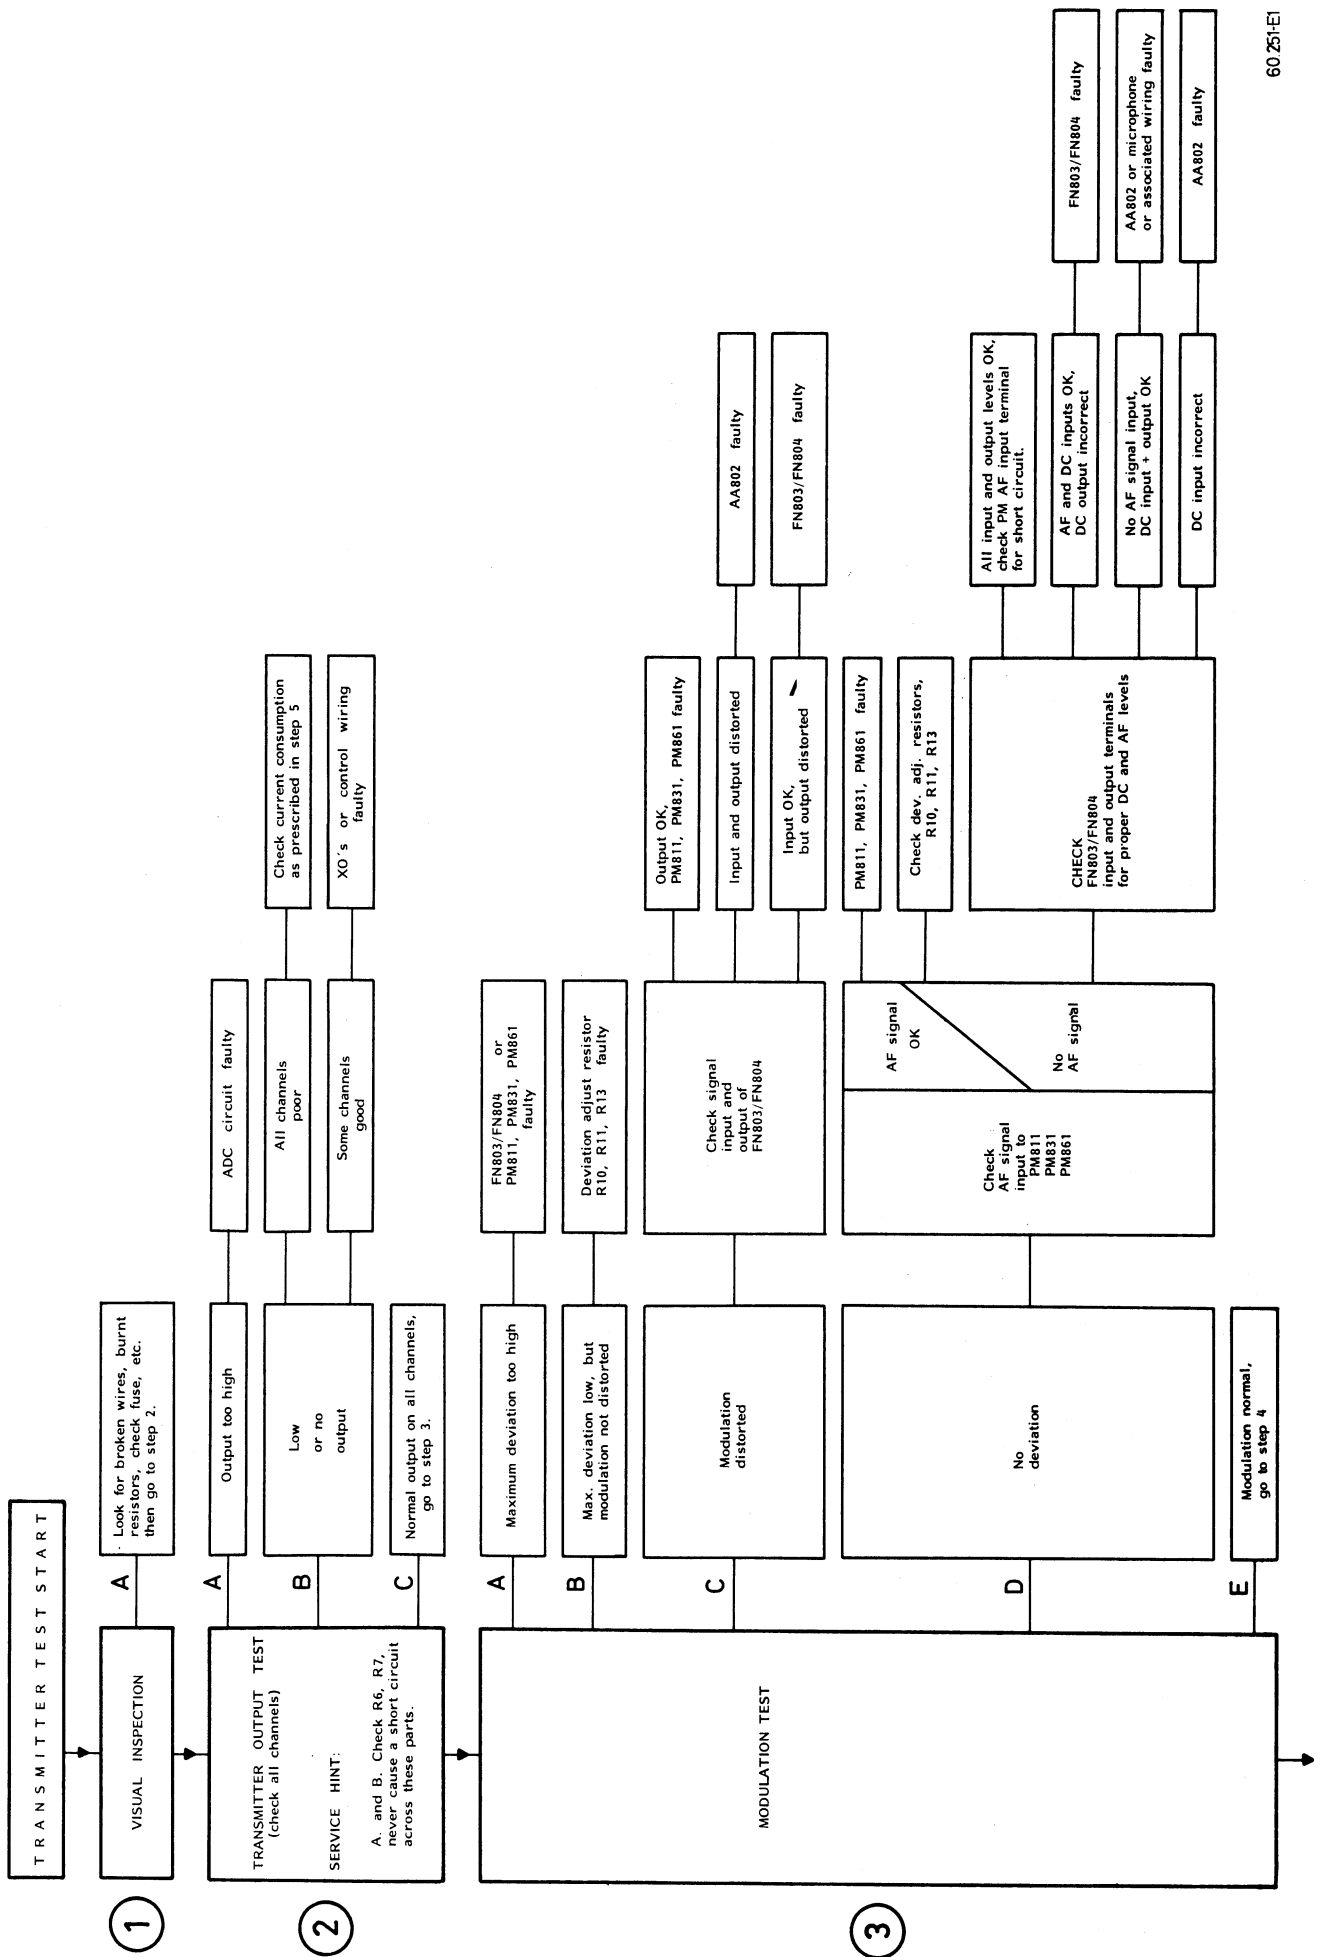 TRANSMITTER TEST START
1
VISUAL INSPECTION
A
Look for broken wires, burnt
resistors, check fuse, etc.
then go to step 2.
2
TRANSMITTER OUTPUT TEST
(check all channels)
SERVICE HINT:
A. and B. Check R6, R7,
never cause a short circuit
across these parts.
A
Output too high
ADC circuit faulty
B
Low
or no
output
All channels
poor
Check current consumption
as prescribed in step 5
Some channels
good
XO's or control wiring
faulty
C
Normal output on all channels,
go to step 3.
3
MODULATION TEST
A
Maximum deviation too high
FN803/FN804 or
PM811, PM831, PM861
faulty
B
Max. deviation low, but
modulation not distorted
Deviation adjust resistor
R10, R11, R13 faulty
C
Modulation
distorted
Check signal
input and
output of
FN803/FN804
Output OK,
PM811, PM831, PM861 faulty
Input and output distorted
AA802 faulty
Input OK,
but output distorted
FN803/FN804 faulty
D
No
deviation
Check
AF signal
input to
PM811
PM831
PM861
AF signal
OK
PM811, PM831, PM861 faulty
Check dev. adj. resistors,
R10, R11, R13
No
AF signal
CHECK
FN803/FN804
input and output terminals
for proper DC and AF levels
All input and output levels OK,
check PM AF input terminal
for short circuit.
AF and DC inputs OK,
DC output incorrect
FN803/FN804 faulty
No AF signal input,
DC input + output OK
AA802 or microphone
or associated wiring faulty
DC input incorrect
AA802 faulty
E
Modulation normal,
go to step 4
60.251-E1